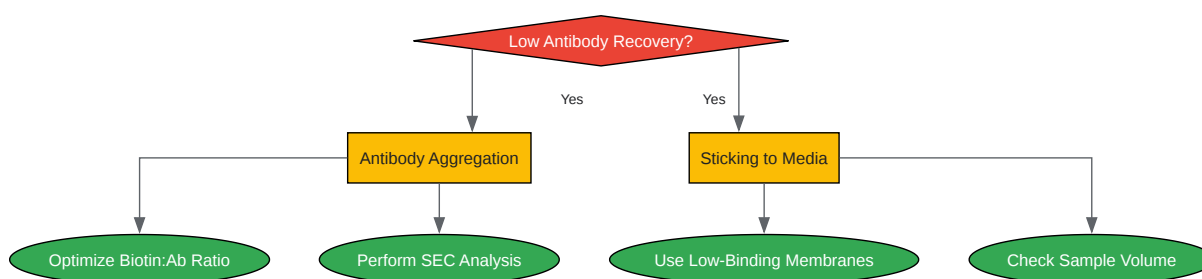 Low Antibody Recovery?
Yes
Yes
Antibody Aggregation
Sticking to Media
Optimize Biotin:Ab Ratio
Perform SEC Analysis
Use Low-Binding Membranes
Check Sample Volume